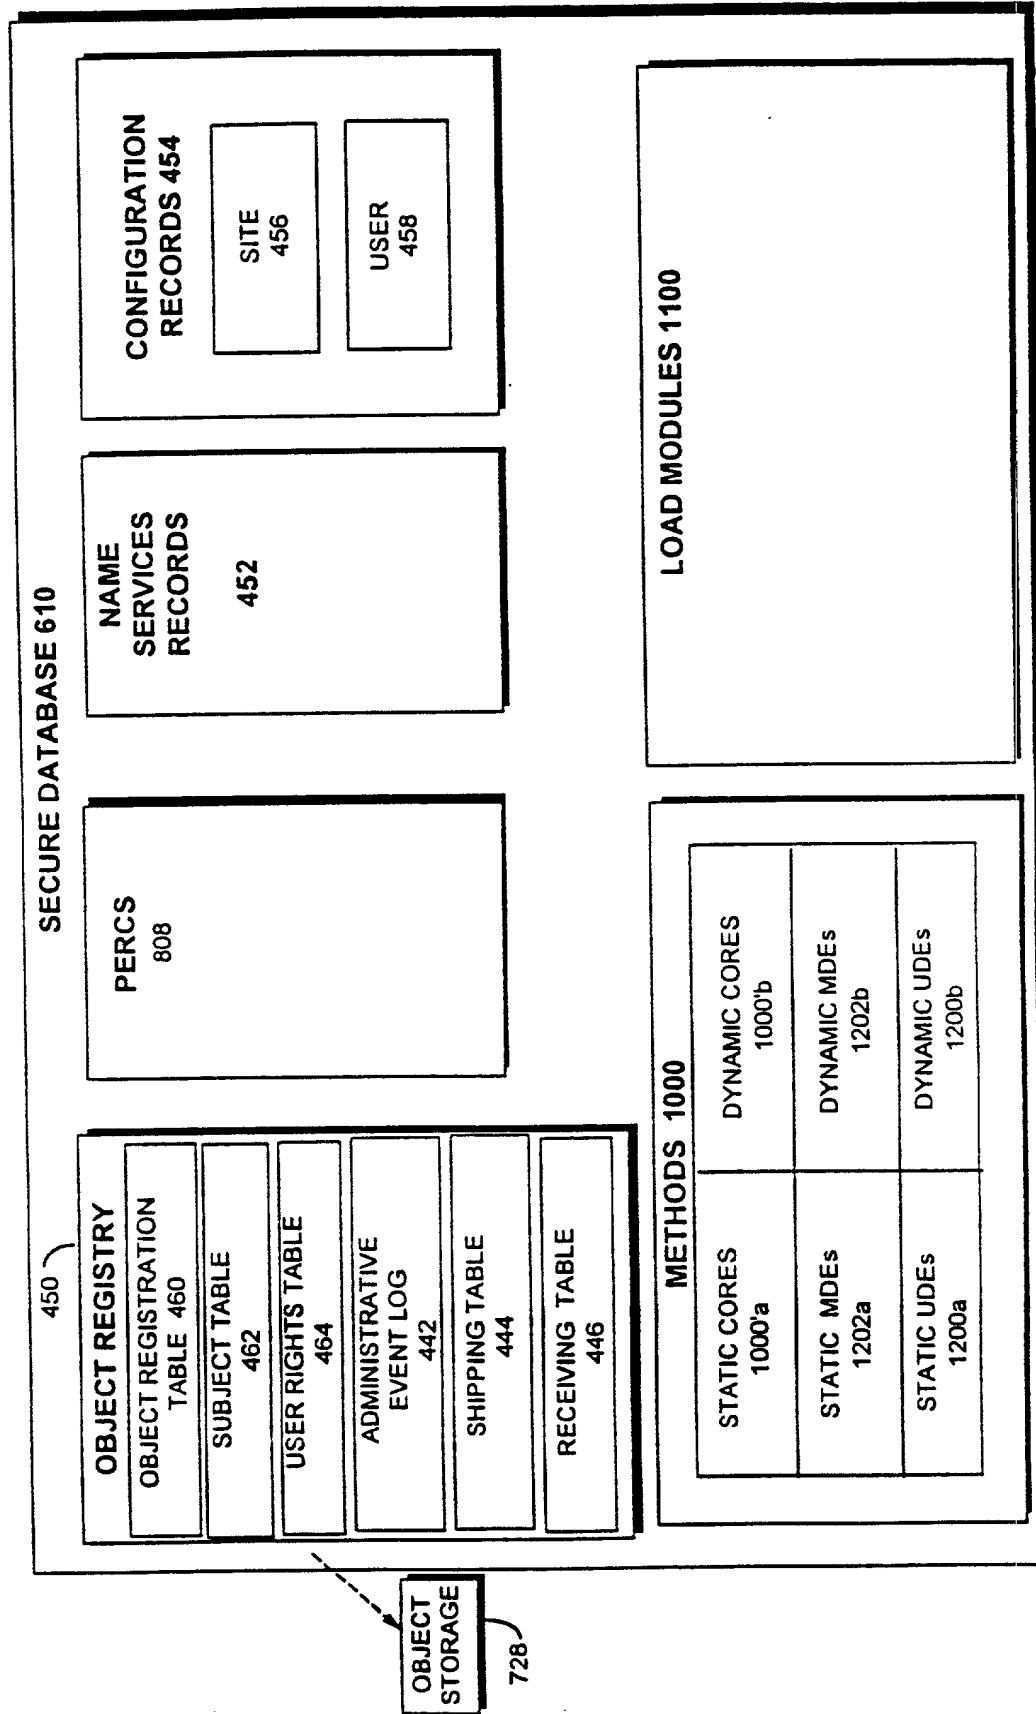 SECURE DATABASE 610
450
OBJECT REGISTRY
OBJECT REGISTRATION
TABLE 460
SUBJECT TABLE
462
USER RIGHTS TABLE
464
ADMINISTRATIVE
EVENT LOG
442
SHIPPING TABLE
444
RECEIVING TABLE
446
OBJECT
STORAGE
728
PERCS
808
NAME
SERVICES
RECORDS
452
CONFIGURATION
RECORDS 454
SITE
456
USER
458
METHODS 1000
STATIC CORES
1000'a
DYNAMIC CORES
1000'b
STATIC MDEs
1202a
DYNAMIC MDEs
1202b
STATIC UDEs
1200a
DYNAMIC UDEs
1200b
LOAD MODULES 1100